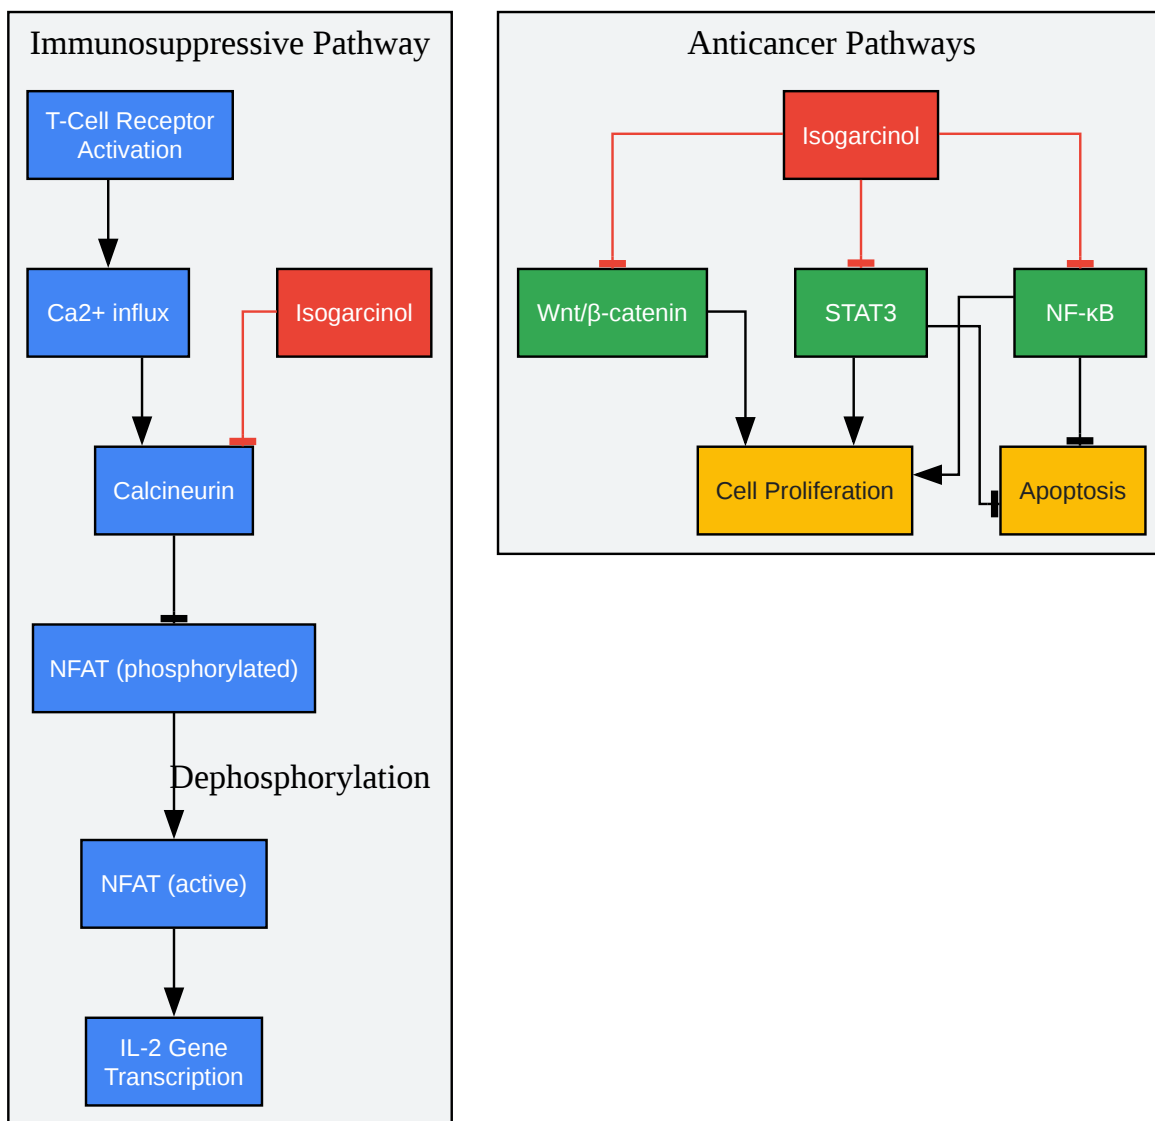 Immunosuppressive Pathway
T-Cell Receptor
Activation
Ca2+ influx
Isogarcinol
Calcineurin
NFAT (phosphorylated)
Dephosphorylation
NFAT (active)
IL-2 Gene
Transcription
Anticancer Pathways
Isogarcinol
Wnt/β-catenin
STAT3
NF-κB
Cell Proliferation
Apoptosis